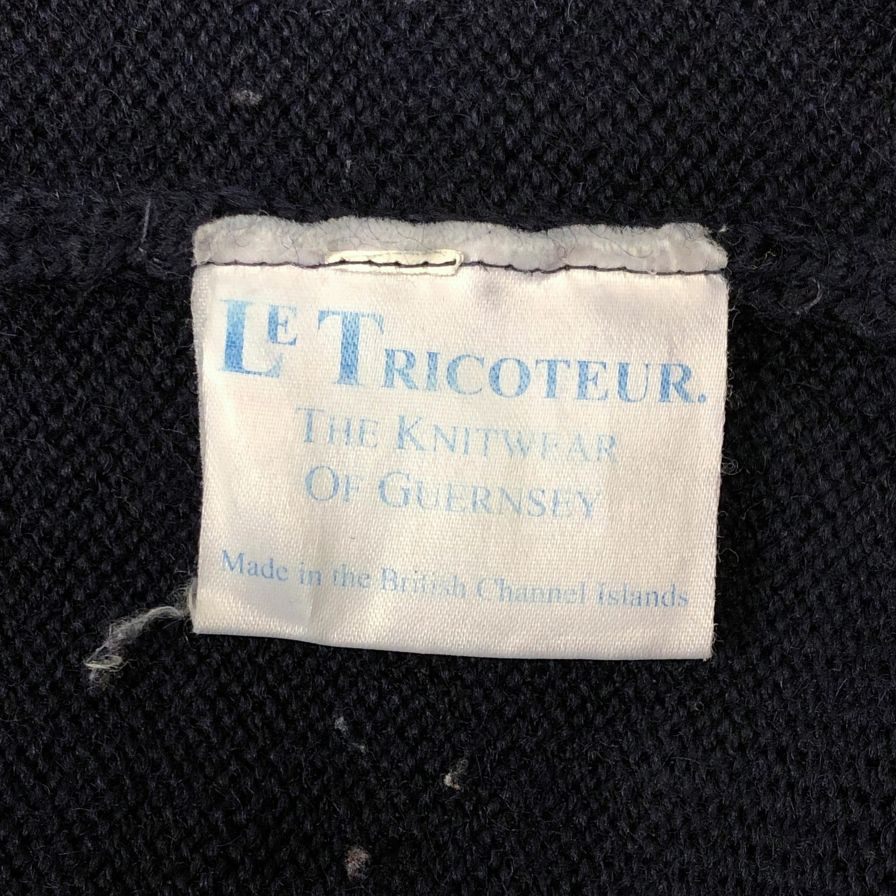 LE TRICOTEUR.
THE KNITWEAR
OF GUERNSEY
Made in the British Channel Islands